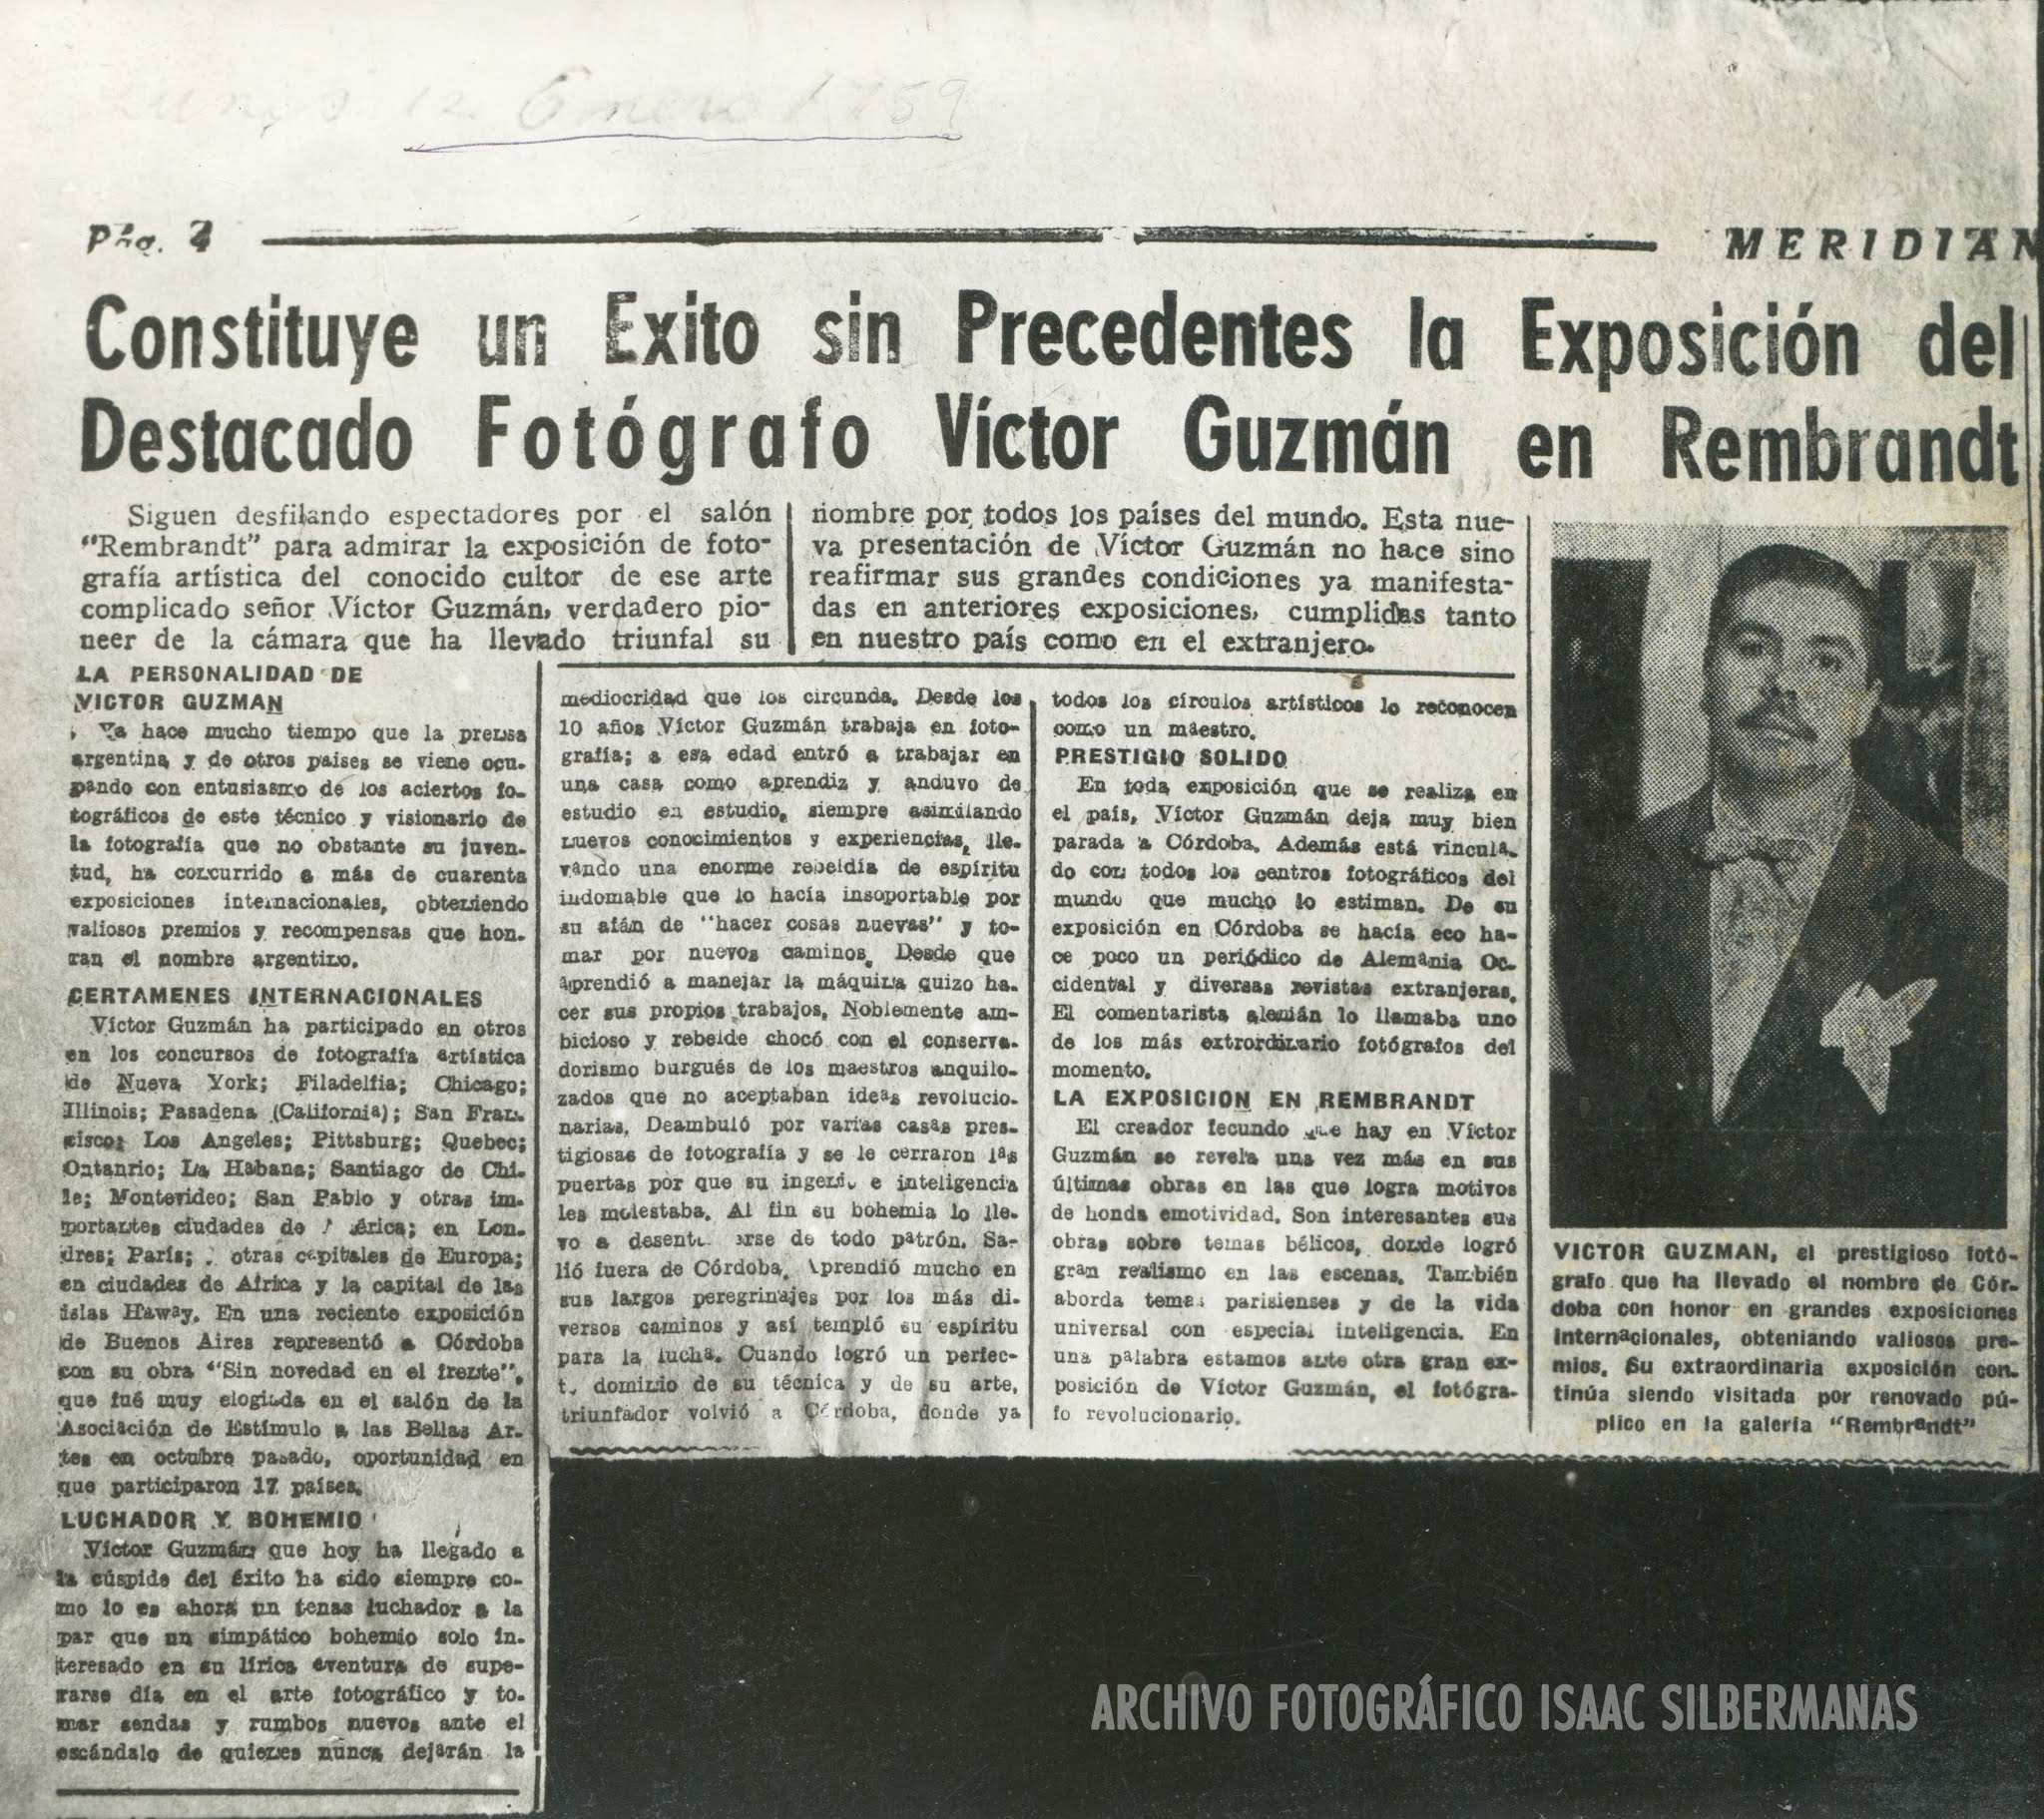 Lunes 12 Enero 1959
Pág.
MERIDIAN
Constituye un Exito sin Precedentes la Exposición del
Destacado Fotógrafo Víctor Guzmán en Rembrandt
Siguen desfilando espectadores por el salón
"Rembrandt" para admirar la exposición de foto-
grafía artística del conocido cultor de ese arte
complicado señor Víctor Guzmán, verdadero pio-
neer de la cámara que ha llevado triunfal su
nombre por todos los países del mundo. Esta nue-
va presentación de Víctor Guzmán no hace sino
reafirmar sus grandes condiciones ya manifesta-
das en anteriores exposiciones, cumplidas tanto
en nuestro país como en el extranjero.
LA PERSONALIDAD DE
VICTOR GUZMAN
Ya hace mucho tiempo que la prensa
argentina y de otros países se viene ocu-
pando con entusiasmo de los aciertos fo-
tográficos de este técnico y visionario de
la fotografía que no obstante su juven-
tud, ha concurrido a más de cuarenta
exposiciones internacionales, obteniendo
valiosos premios y recompensas que hon-
ran el nombre argentino.
CERTAMENES INTERNACIONALES
Víctor Guzmán ha participado en otros
en los concursos de fotografía artística
de Nueva York; Filadelfia; Chicago;
Illinois; Pasadena (California); San Fran-
cisco; Los Angeles; Pittsburg; Quebec;
Ontanrio; La Habana; Santiago de Chi-
le; Montevideo; San Pablo y otras im-
portantes ciudades de América; en Lon-
dres; París; otras capitales de Europa;
en ciudades de Africa y la capital de las
islas Haway. En una reciente exposición
de Buenos Aires representó a Córdoba
con su obra "Sin novedad en el frente",
que fué muy elogiada en el salón de la
Asociación de Estímulo a las Bellas Ar-
tes en octubre pasado, oportunidad en
que participaron 17 países.
LUCHADOR Y BOHEMIO
Víctor Guzmán que hoy ha llegado a
la cúspide del éxito ha sido siempre co-
mo lo es ahora un tenas luchador a la
par que un simpático bohemio solo in-
teresado en su lírica aventura de supe-
rarse día en el arte fotográfico y to-
mar sendas y rumbos nuevos ante el
escándalo de quienes nunca dejarán la
mediocridad que los circunda. Desde los
10 años Víctor Guzmán trabaja en foto-
grafía; a esa edad entró a trabajar en
una casa como aprendiz y anduvo de
estudio en estudio, siempre asimilando
nuevos conocimientos y experiencias, lle-
vando una enorme rebeldía de espíritu
indomable que lo hacía insoportable por
su afán de "hacer cosas nuevas" y to-
mar por nuevos caminos. Desde que
aprendió a manejar la máquina quizo ha-
cer sus propios trabajos. Noblemente am-
bicioso y rebelde chocó con el conserva-
dorismo burgués de los maestros anquilo-
zados que no aceptaban ideas revolucio-
narias. Deambuló por varias casas pres-
tigiosas de fotografía y se le cerraron las
puertas por que su ingenio e inteligencia
les molestaba. Al fin su bohemia lo lle-
vo a de todo patrón. Sa-
lió fuera de Córdoba. Aprendió mucho en
sus largos peregrinajes por los más di-
versos caminos y así templó su espíritu
para la lucha. Cuando logró un perfec-
to dominio de su técnica y de su arte,
triunfador volvió a Córdoba, donde ya
todos los círculos artísticos lo reconocen
como un maestro.
PRESTIGIO SOLIDO
En toda exposición que se realiza en
el país, Víctor Guzmán deja muy bien
parada a Córdoba. Además está vincula-
do con todos los centros fotográficos del
mundo que mucho lo estiman. De su
exposición en Córdoba se hacía eco ha-
ce poco un periódico de Alemania Oc-
cidental y diversas revistas extranjeras.
El comentarista alemán lo llamaba uno
de los más extrordinario fotógrafos del
momento.
LA EXPOSICION EN REMBRANDT
El creador fecundo que hay en Víctor
Guzmán se revela una vez más en sus
últimas obras en las que logra motivos
de honda emotividad. Son interesantes sus
obras sobre temas bélicos, donde logró
gran realismo en las escenas. También
aborda temas parisienses y de la vida
universal con especial inteligencia. En
una palabra estamos ante otra gran ex-
posición de Víctor Guzmán, el fotógra-
fo revolucionario.
VICTOR GUZMAN, el prestigioso fotó-
grafo que ha llevado el nombre de Cór-
doba con honor en grandes exposiciones
internacionales, obteniando valiosos pre-
mios. Su extraordinaria exposición con-
tinúa siendo visitada por renovado pú-
plico en la galería "Rembrandt"
ARCHIVO FOTOGRÁFICO ISAAC SILBERMANAS